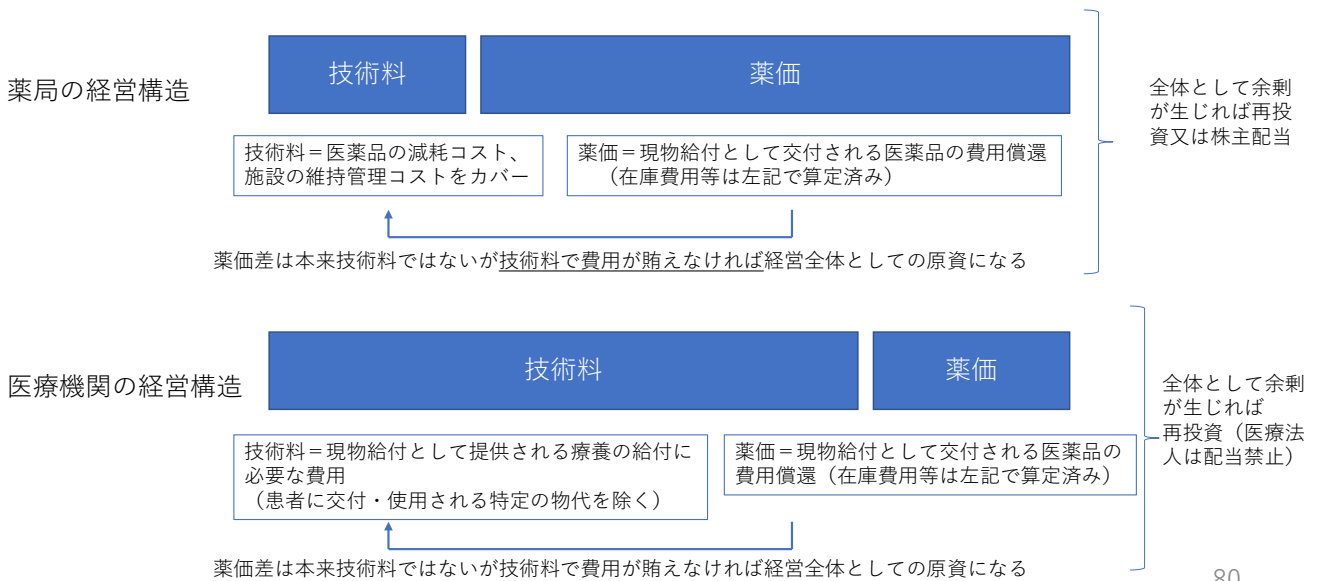 薬局の経営構造
技術料
薬価
技術料＝医薬品の減耗コスト、
施設の維持管理コストをカバー
薬価＝現物給付として交付される医薬品の費用償還
（在庫費用等は左記で算定済み）
薬価差は本来技術料ではないが技術料で費用が賄えなければ経営全体としての原資になる
全体として余剰
が生じれば再投
資又は株主配当
医療機関の経営構造
技術料
薬価
技術料＝現物給付として提供される療養の給付に
必要な費用
（患者に交付・使用される特定の物代を除く）
薬価＝現物給付として交付される医薬品の
費用償還（在庫費用等は左記で算定済み）
薬価差は本来技術料ではないが技術料で費用が賄えなければ経営全体としての原資になる
全体として余剰
が生じれば
再投資（医療法
人は配当禁止）
80